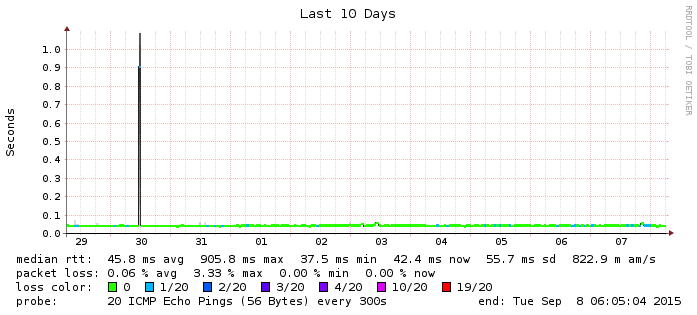 Last 10 Days
RRDTOOL / TOBI OETIKER
Seconds
1.0
0.9
0.8
0.7
0.6
0.5
0.4
0.3
0.2
0.1
0.0
29 30 31 01 02 03 04 05 06 07
median rtt: 45.8 ms avg 905.8 ms max 37.5 ms min 42.4 ms now 55.7 ms sd 822.9 m am/s
packet loss: 0.06 % avg 3.33 % max 0.00 % min 0.00 % now
loss color: 0 1/20 2/20 3/20 4/20 10/20 19/20
probe: 20 ICMP Echo Pings (56 Bytes) every 300s end: Tue Sep 8 06:05:04 2015